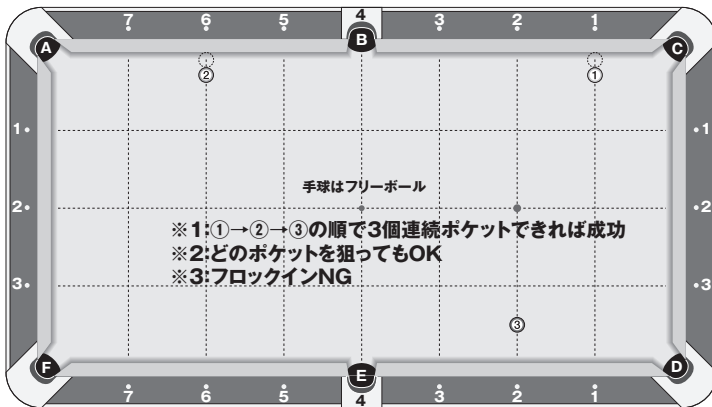 7 6 5 4 3 2 1
A B C
② ①
1 1
手球はフリーボール
2 2
※1:①→②→③の順で3個連続ポケットできれば成功
※2:どのポケットを狙ってもOK
※3:フロックインNG
3 3
③
F E D
7 6 5 4 3 2 1